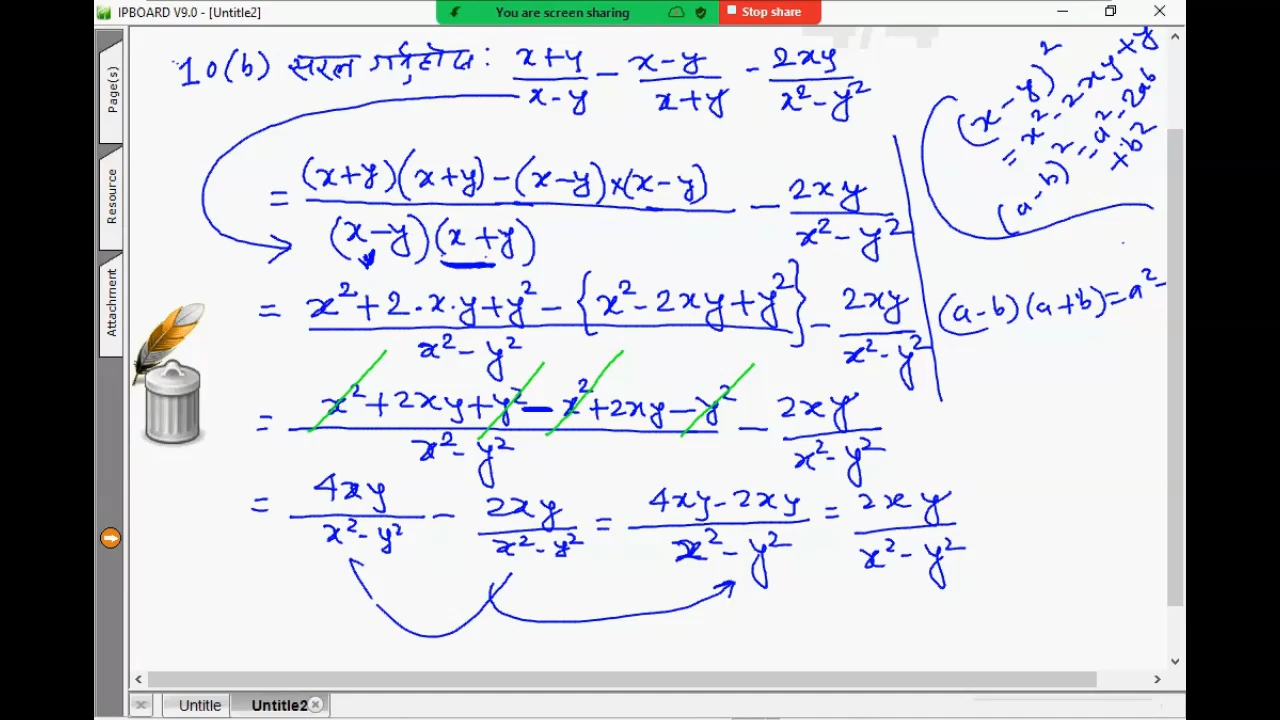 IPBOARD V9.0 - [Untitle2]
You are screen sharing
Stop share
Page(s)
Resource
Attachment
10(b) सरल गर्नुहोस् : (x+y)/(x-y) - (x-y)/(x+y) - 2xy/(x²-y²)
= ((x+y)(x+y)-(x-y)×(x-y))/((x-y)(x+y)) - 2xy/(x²-y²)
= (x²+2·x·y+y²-{x²-2xy+y²})/(x²-y²) - 2xy/(x²-y²)
= (x²+2xy+y²-x²+2xy-y²)/(x²-y²) - 2xy/(x²-y²)
= 4xy/(x²-y²) - 2xy/(x²-y²) = (4xy-2xy)/(x²-y²) = 2xy/(x²-y²)
(x-y)²
= x²-2xy+y²
(a-b)² = a²-2ab
+b²
(a-b)(a+b)=a²-
Untitle
Untitle2